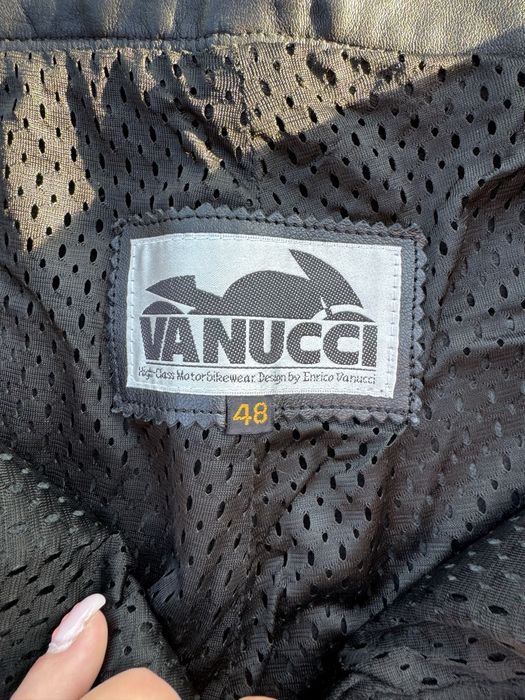 VANUCCI
High-Class Motorbikewear. Design by Enrico Vanucci
48